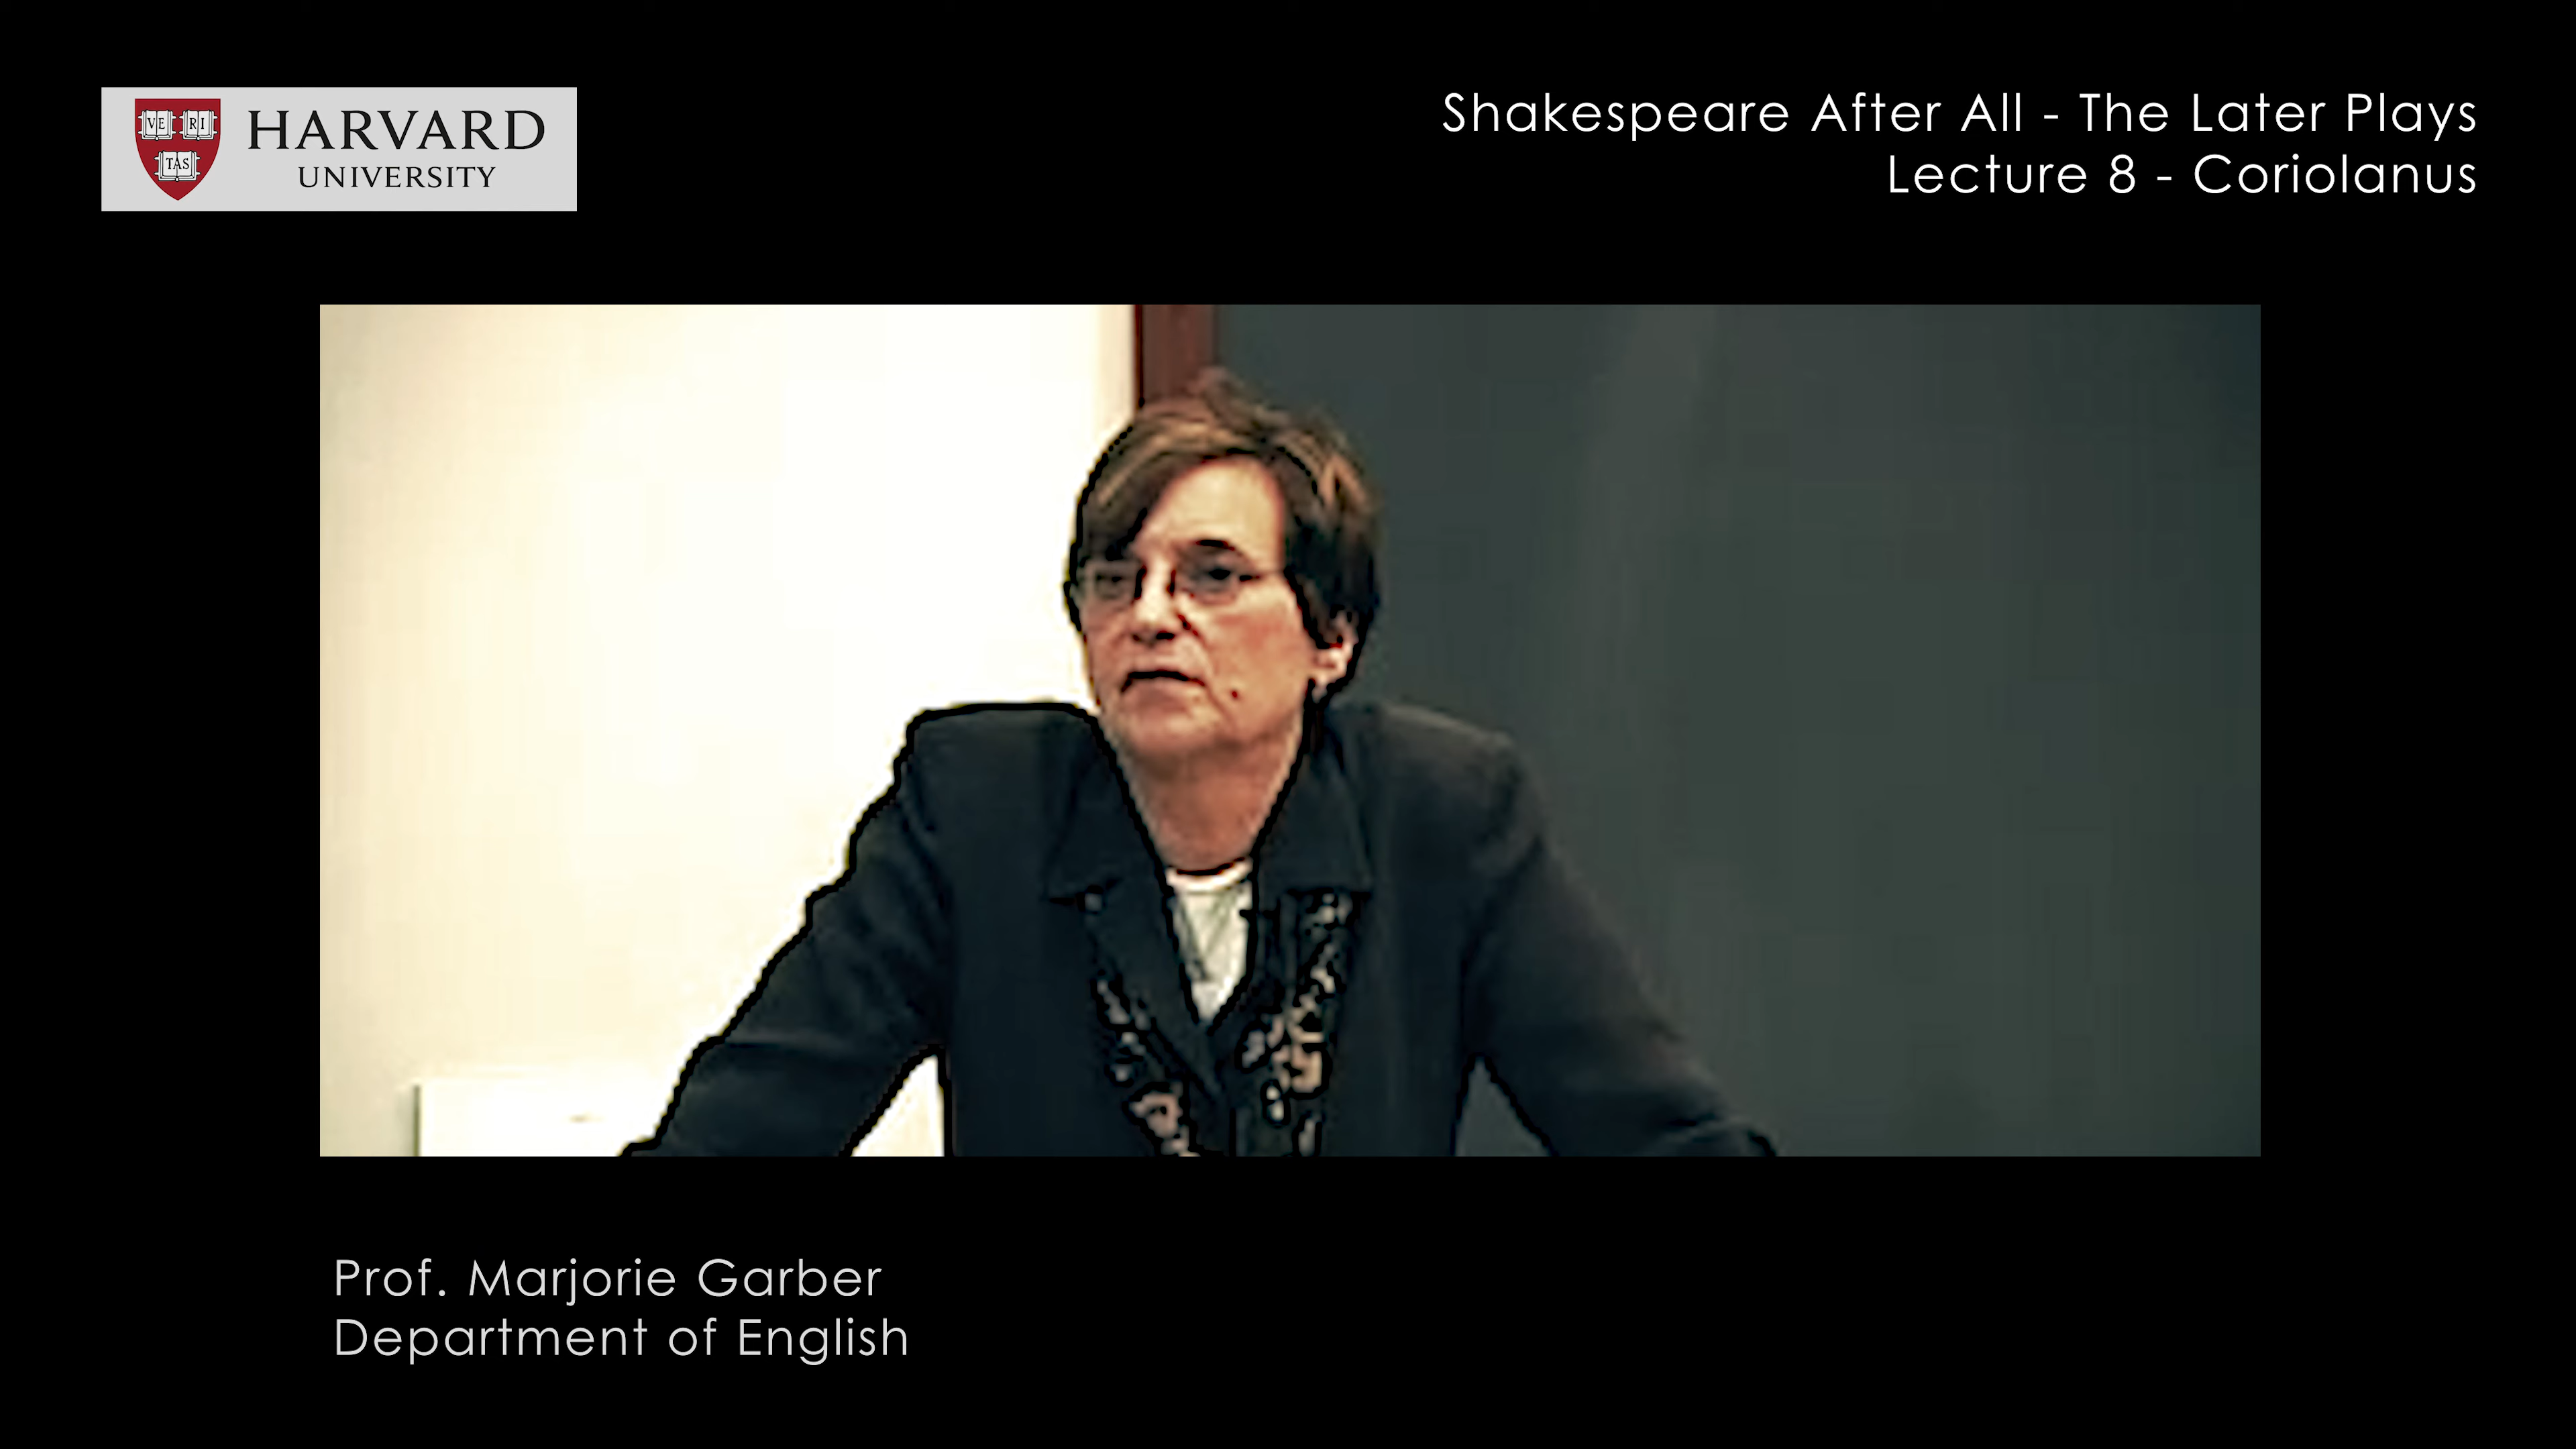 VE RI
TAS
HARVARD
UNIVERSITY
Shakespeare After All - The Later Plays
Lecture 8 - Coriolanus
Prof. Marjorie Garber
Department of English